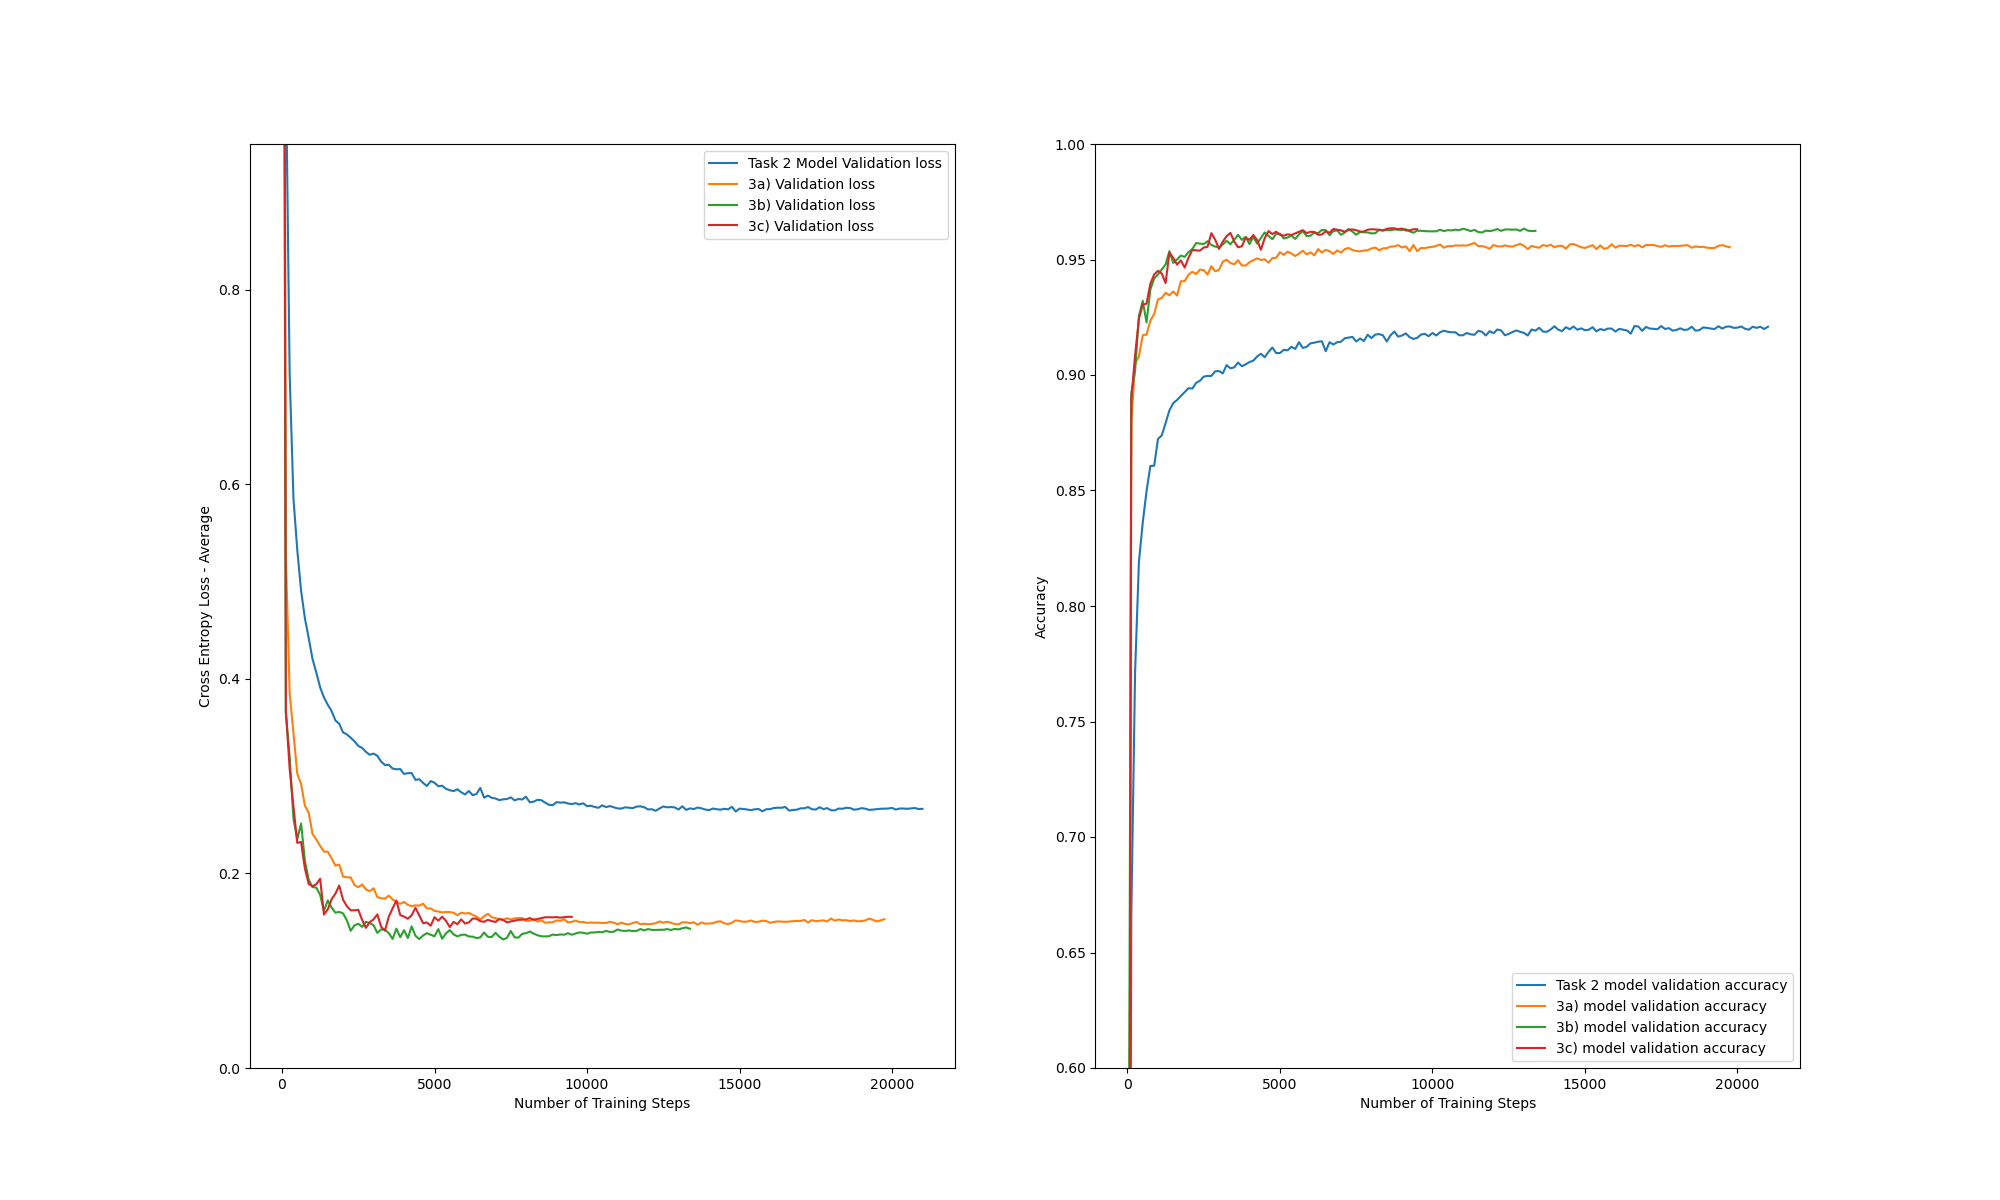 Task 2 Model Validation loss
3a) Validation loss
3b) Validation loss
3c) Validation loss
0.8
0.6
0.4
0.2
0.0
Cross Entropy Loss - Average
0 5000 10000 15000 20000
Number of Training Steps
1.00
0.95
0.90
0.85
0.80
0.75
0.70
0.65
0.60
Accuracy
Task 2 model validation accuracy
3a) model validation accuracy
3b) model validation accuracy
3c) model validation accuracy
0 5000 10000 15000 20000
Number of Training Steps